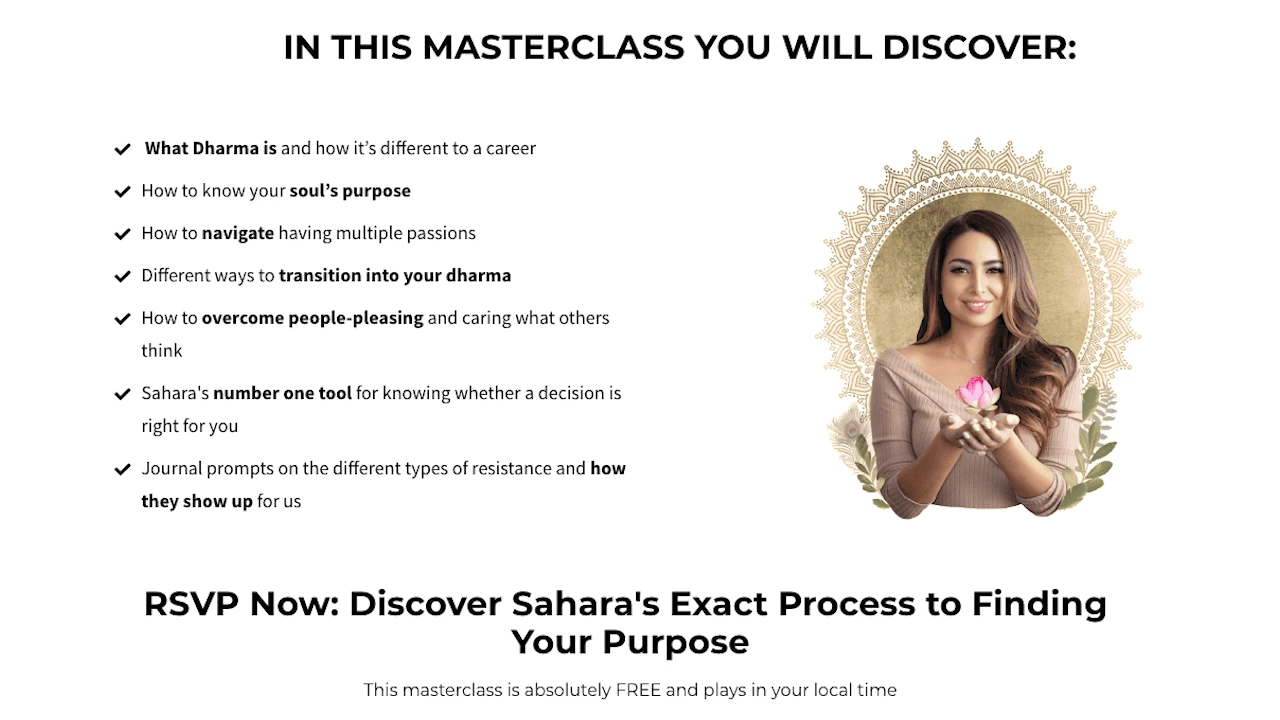 IN THIS MASTERCLASS YOU WILL DISCOVER:
What Dharma is and how it’s different to a career
How to know your soul’s purpose
How to navigate having multiple passions
Different ways to transition into your dharma
How to overcome people-pleasing and caring what others
think
Sahara's number one tool for knowing whether a decision is
right for you
Journal prompts on the different types of resistance and how
they show up for us
RSVP Now: Discover Sahara's Exact Process to Finding
Your Purpose
This masterclass is absolutely FREE and plays in your local time